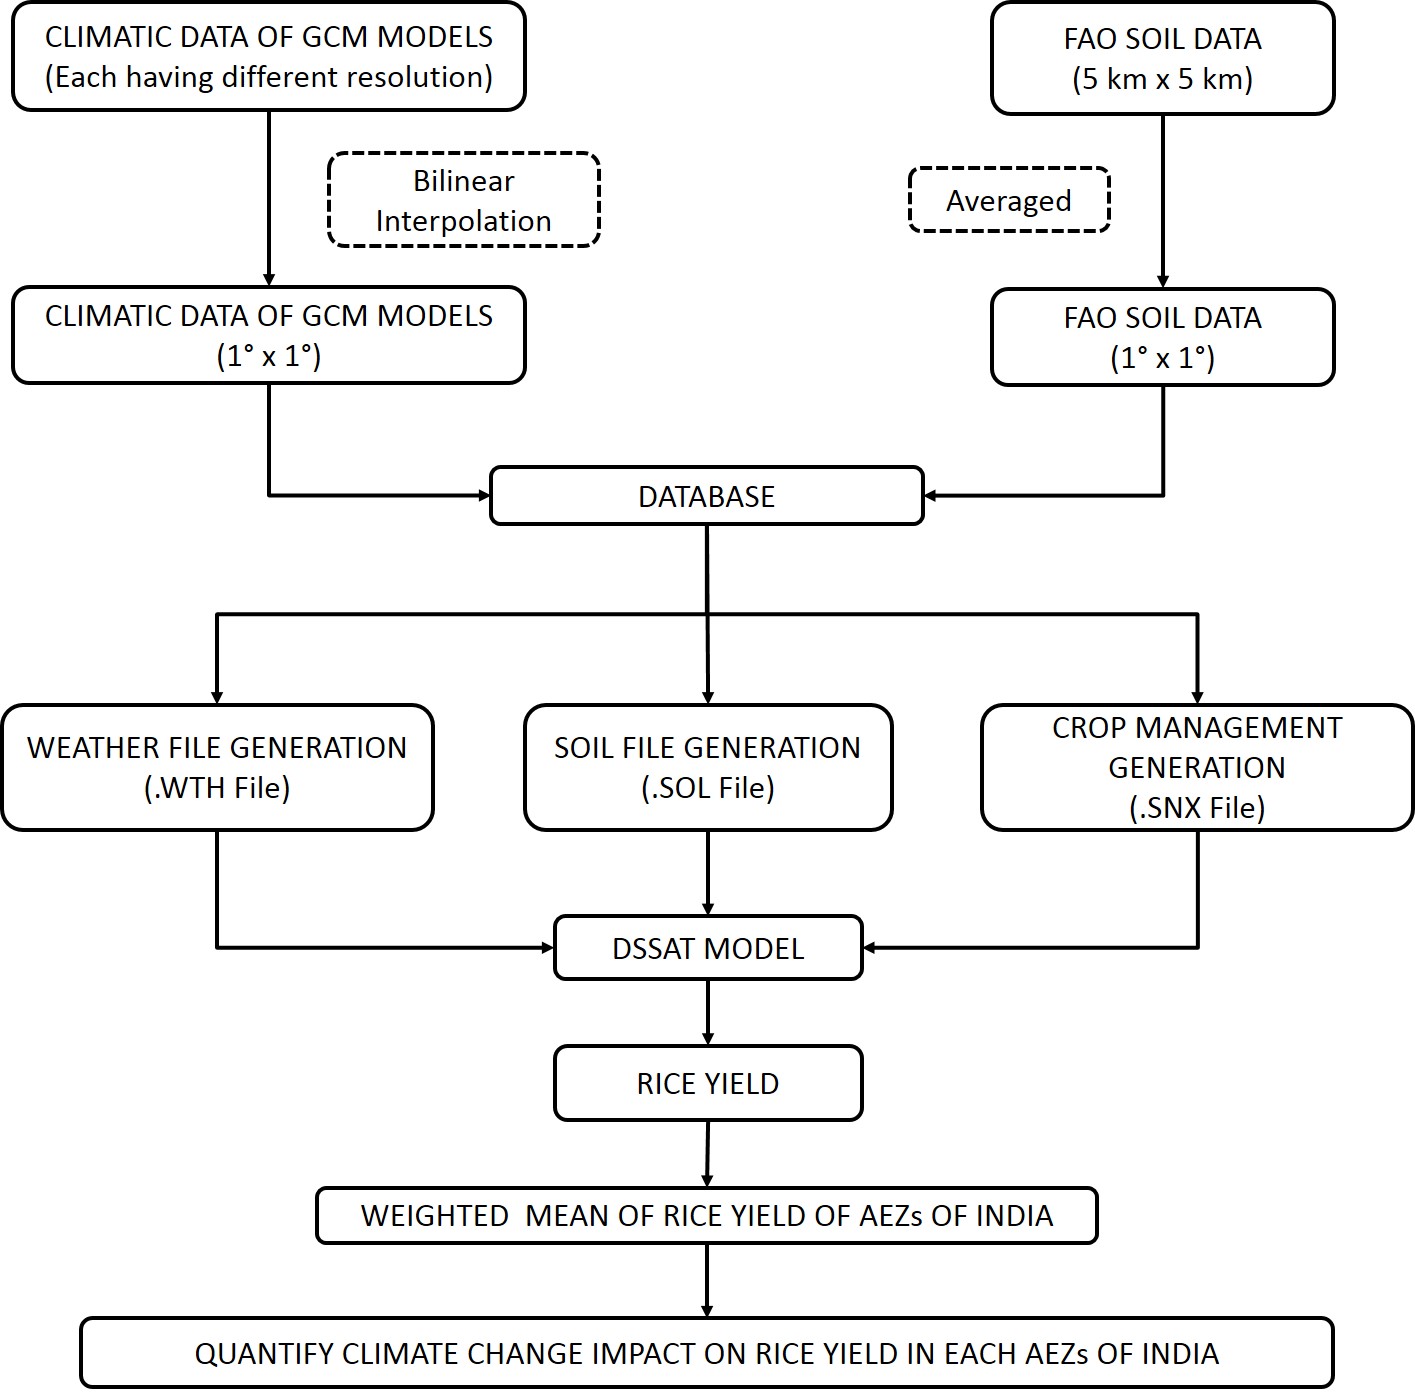 CLIMATIC DATA OF GCM MODELS
(Each having different resolution)
FAO SOIL DATA
(5 km x 5 km)
Bilinear
Interpolation
Averaged
CLIMATIC DATA OF GCM MODELS
(1° x 1°)
FAO SOIL DATA
(1° x 1°)
DATABASE
WEATHER FILE GENERATION
(.WTH File)
SOIL FILE GENERATION
(.SOL File)
CROP MANAGEMENT
GENERATION
(.SNX File)
DSSAT MODEL
RICE YIELD
WEIGHTED  MEAN OF RICE YIELD OF AEZs OF INDIA
QUANTIFY CLIMATE CHANGE IMPACT ON RICE YIELD IN EACH AEZs OF INDIA